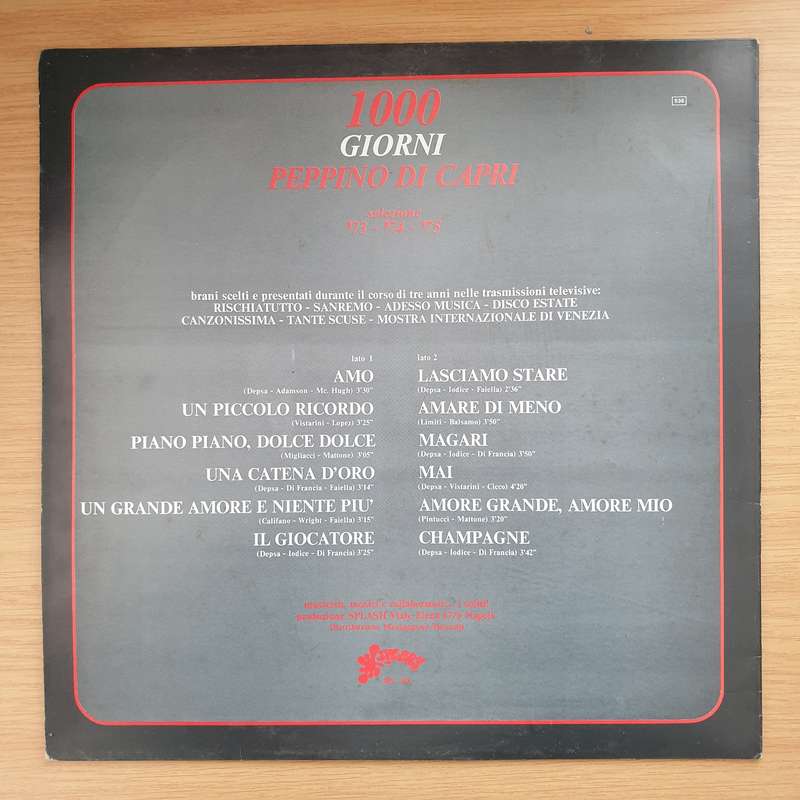 1000
GIORNI
PEPPINO DI CAPRI
selezione
'73 - '74 - '75
brani scelti e presentati durante il corso di tre anni nelle trasmissioni televisive:
RISCHIATUTTO - SANREMO - ADESSO MUSICA - DISCO ESTATE
CANZONISSIMA - TANTE SCUSE - MOSTRA INTERNAZIONALE DI VENEZIA
lato 1
AMO
(Depsa - Adamson - Mc. Hugh) 3'30"
UN PICCOLO RICORDO
(Vistarini - Lopez) 3'25"
PIANO PIANO, DOLCE DOLCE
(Migliacci - Mattone) 3'05"
UNA CATENA D'ORO
(Depsa - Di Francia - Faiella) 3'14"
UN GRANDE AMORE E NIENTE PIU'
(Califano - Wright - Faiella) 3'15"
IL GIOCATORE
(Depsa - Iodice - Di Francia) 3'25"
lato 2
LASCIAMO STARE
(Depsa - Iodice - Faiella) 2'56"
AMARE DI MENO
(Limiti - Balsamo) 3'50"
MAGARI
(Depsa - Iodice - Di Francia) 3'50"
MAI
(Depsa - Vistarini - Cicco) 4'20"
AMORE GRANDE, AMORE MIO
(Pintucci - Mattone) 3'20"
CHAMPAGNE
(Depsa - Iodice - Di Francia) 3'42"
produzione SPLASH